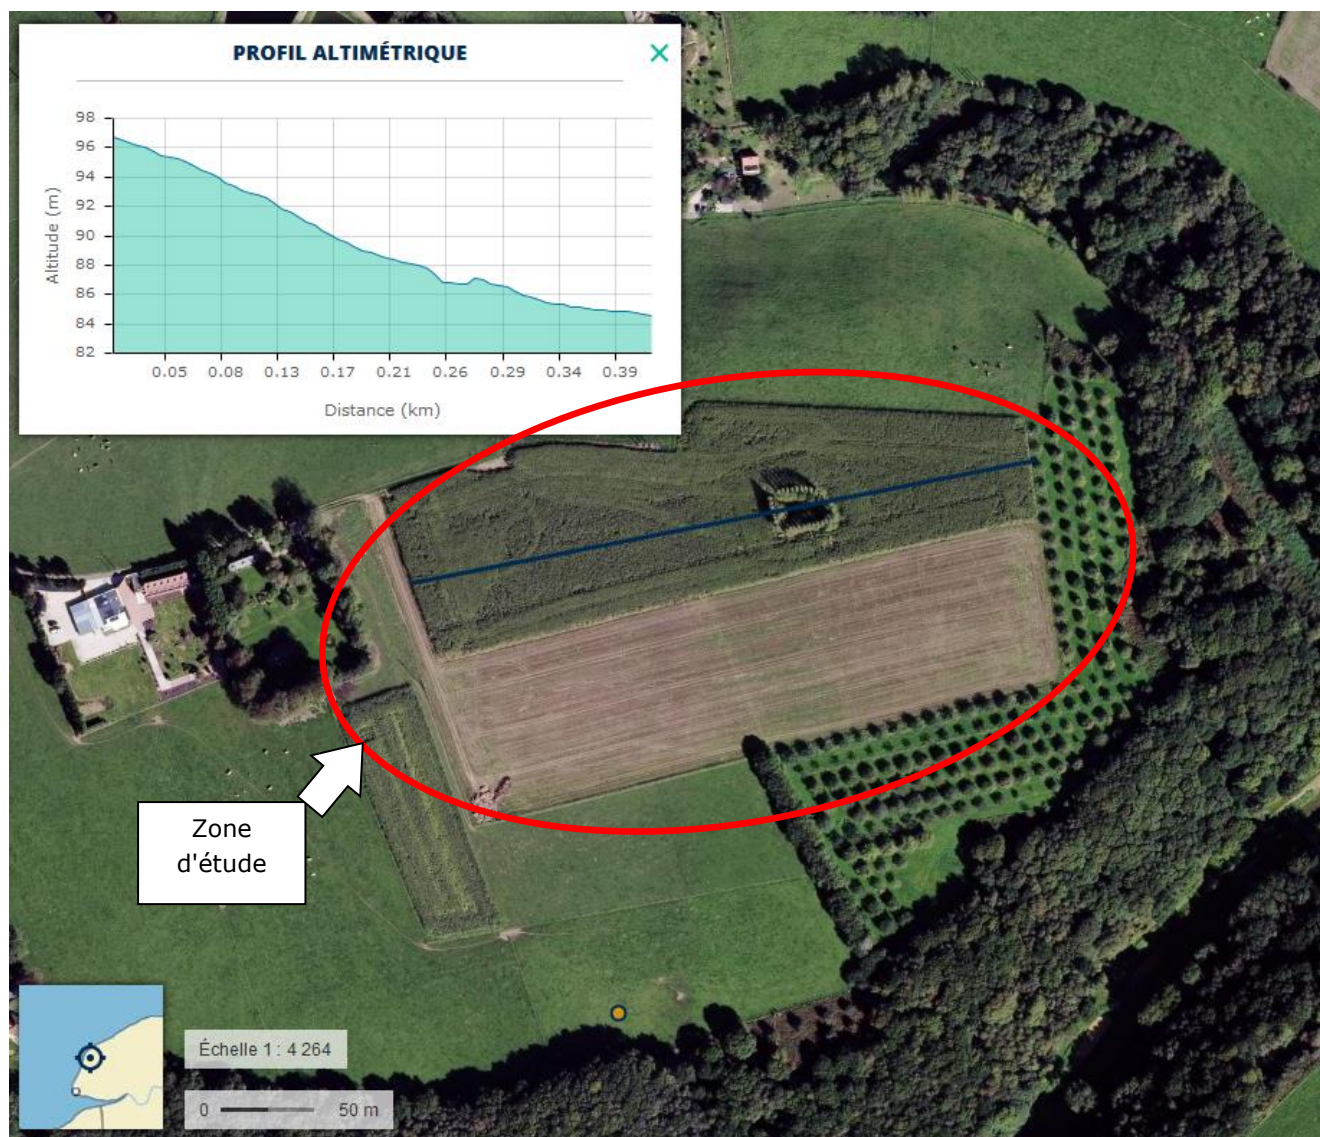 PROFIL ALTIMÉTRIQUE
98
96
94
92
90
88
86
84
82
Altitude (m)
0.05 0.08 0.13 0.17 0.21 0.26 0.29 0.34 0.39
Distance (km)
Zone
d'étude
Échelle 1 : 4 264
0 50 m